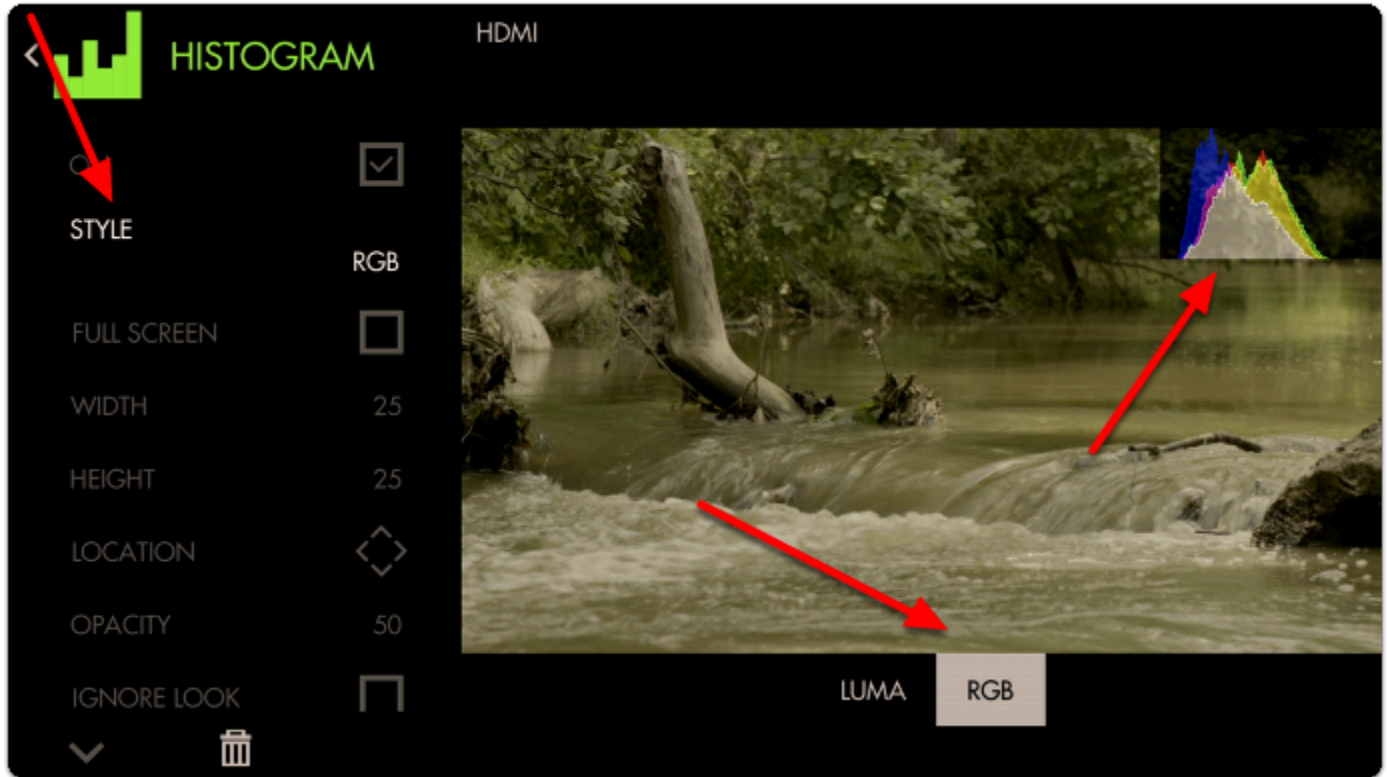 HISTOGRAM
HDMI
STYLE
RGB
FULL SCREEN
WIDTH 25
HEIGHT 25
LOCATION
OPACITY 50
IGNORE LOOK
LUMA RGB